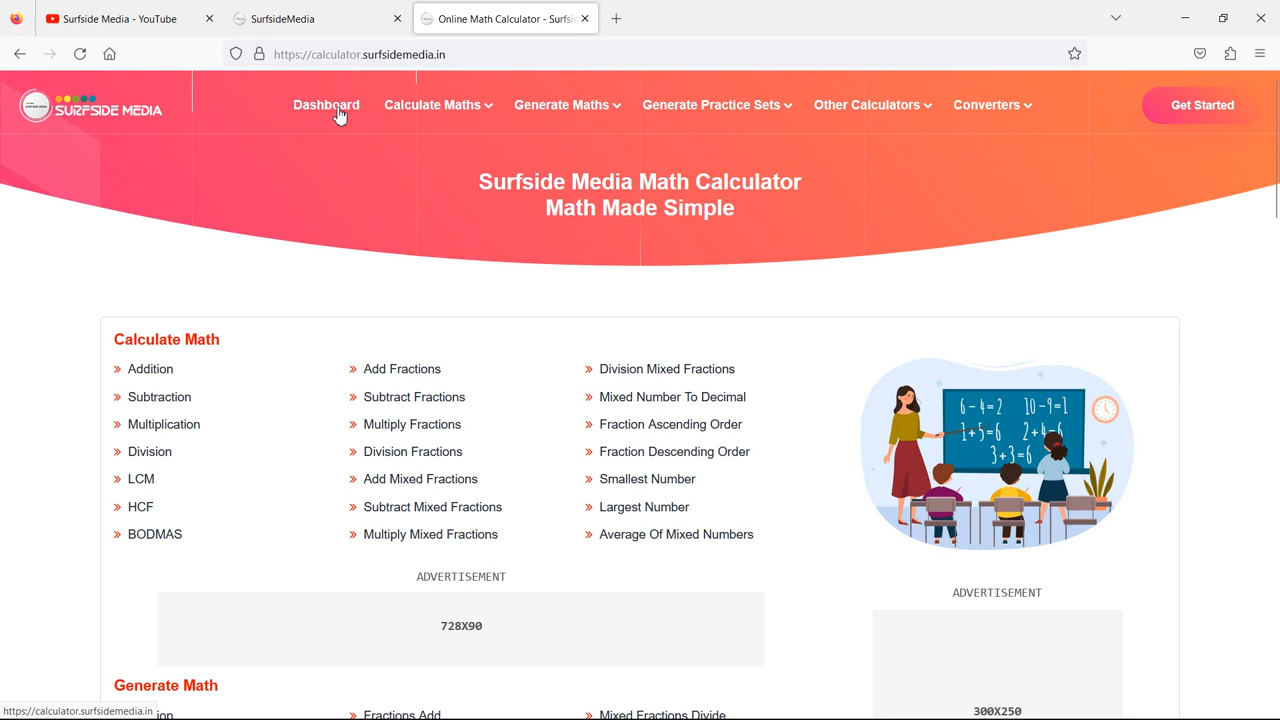 Surfside Media - YouTube
SurfsideMedia
Online Math Calculator - Surfsi
https://calculator.surfsidemedia.in
SURFSIDE MEDIA
Dashboard
Calculate Maths
Generate Maths
Generate Practice Sets
Other Calculators
Converters
Get Started
Surfside Media Math Calculator
Math Made Simple
Calculate Math
Addition
Subtraction
Multiplication
Division
LCM
HCF
BODMAS
Add Fractions
Subtract Fractions
Multiply Fractions
Division Fractions
Add Mixed Fractions
Subtract Mixed Fractions
Multiply Mixed Fractions
Division Mixed Fractions
Mixed Number To Decimal
Fraction Ascending Order
Fraction Descending Order
Smallest Number
Largest Number
Average Of Mixed Numbers
6-4=2 10-9=1
1+5=6 2+4=6
3+3=6
ADVERTISEMENT
728X90
ADVERTISEMENT
300X250
Generate Math
Fractions Add
Mixed Fractions Divide
https://calculator.surfsidemedia.in